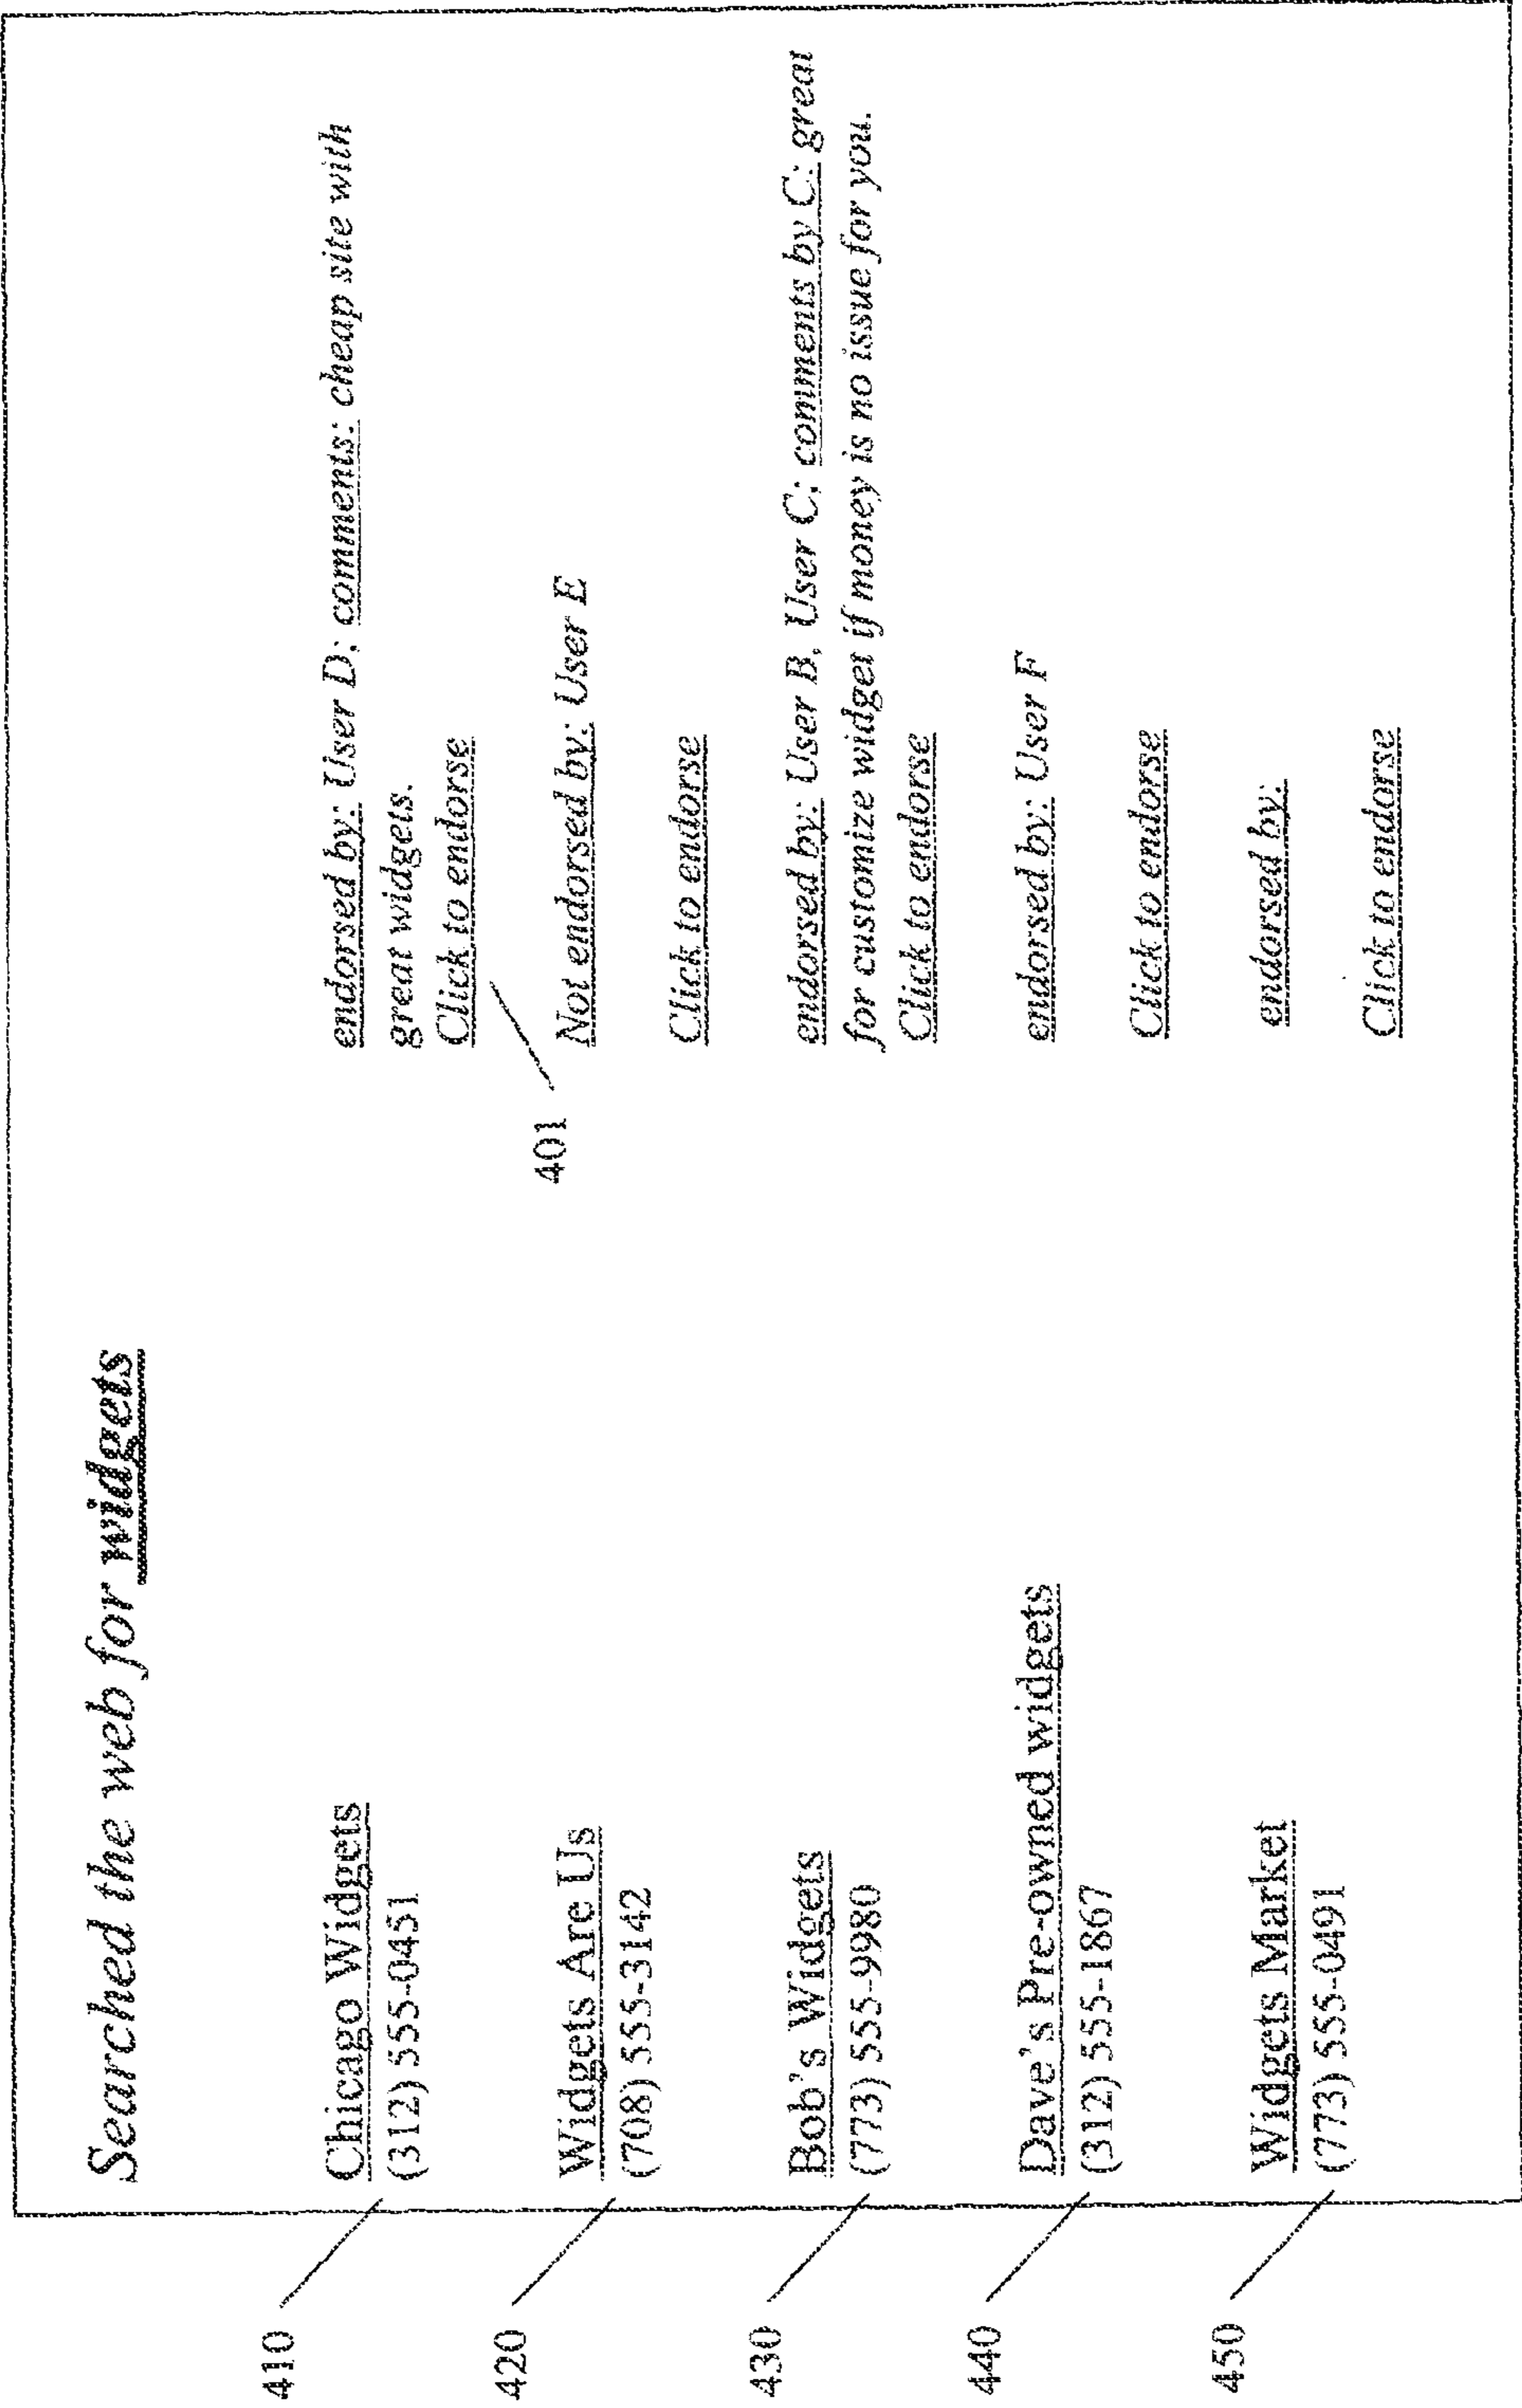 Searched the web for widgets
410
Chicago Widgets
(312) 555-0451
endorsed by: User D; comments: cheap site with
great widgets.
Click to endorse
401
420
Widgets Are Us
(708) 555-3142
Not endorsed by: User E
Click to endorse
430
Bob's Widgets
(773) 555-9980
endorsed by: User B, User C; comments by C: great
for customize widget if money is no issue for you.
Click to endorse
440
Dave's Pre-owned widgets
(312) 555-1867
endorsed by: User F
Click to endorse
450
Widgets Market
(773) 555-0491
endorsed by:
Click to endorse